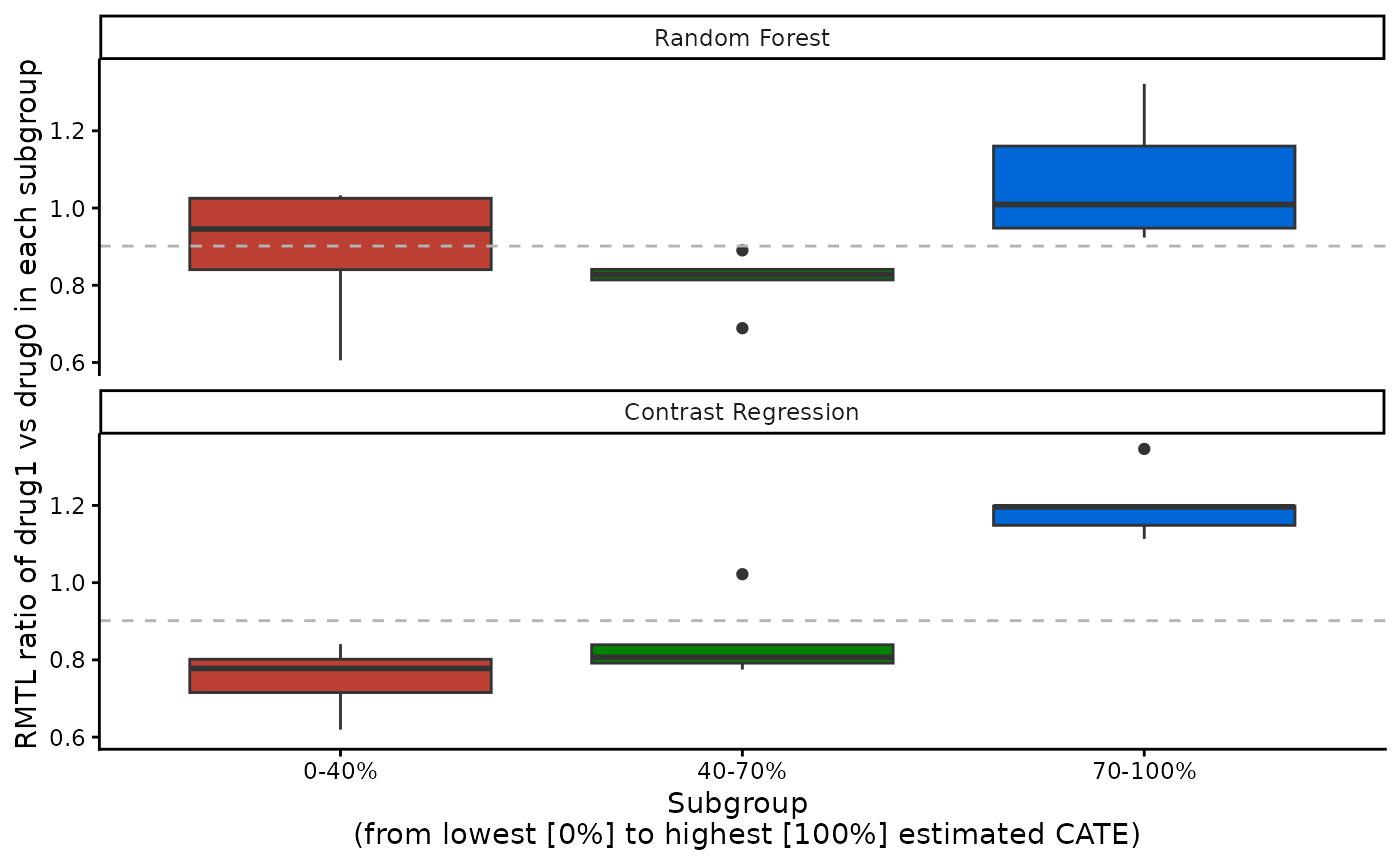 Random Forest
RMTL ratio of drug1 vs drug0 in each subgroup
1.2
1.0
0.8
0.6
Contrast Regression
1.2
1.0
0.8
0.6
0-40%
40-70%
70-100%
Subgroup
(from lowest [0%] to highest [100%] estimated CATE)